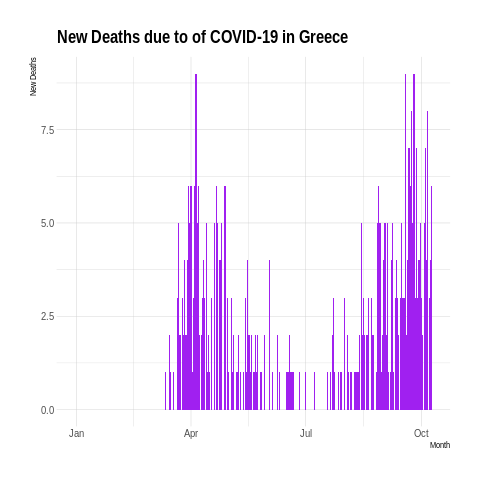 New Deaths due to of COVID-19 in Greece
New Deaths
7.5
5.0
2.5
0.0
Jan Apr Jul Oct
Month